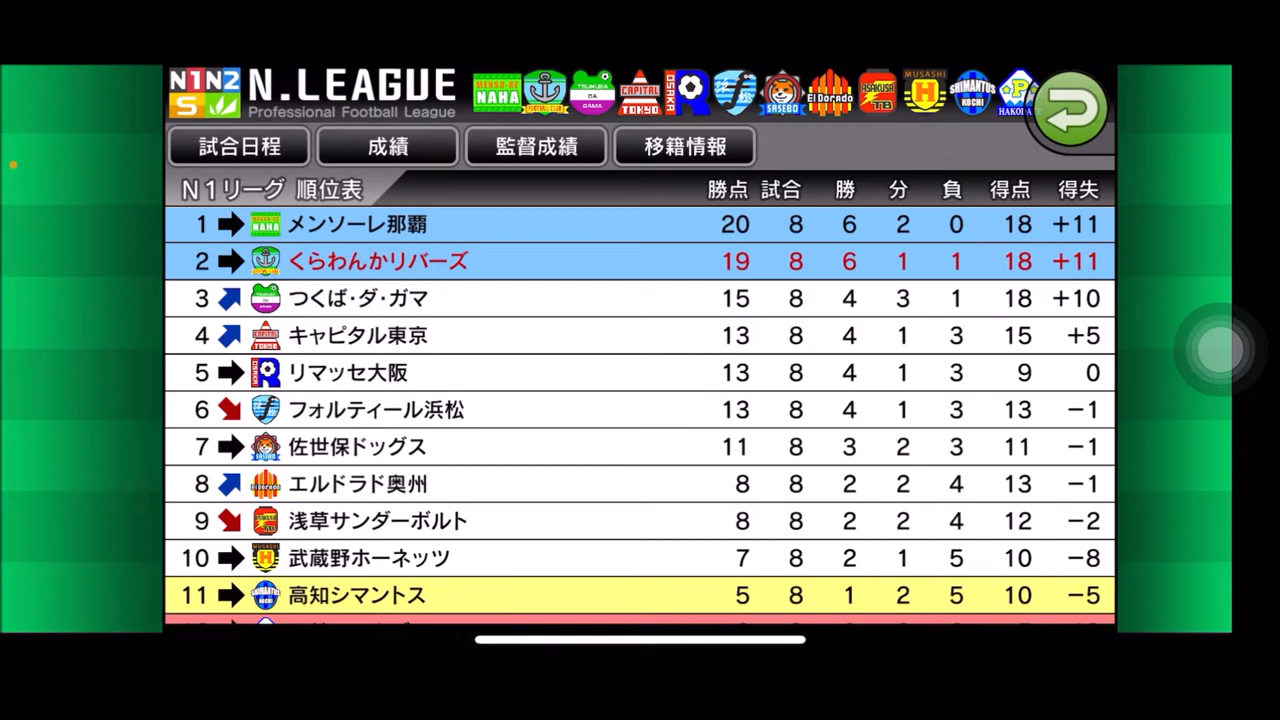 N1 N2 S N.LEAGUE
Professional Football League
MENSO-RE NAHA FOOTBALL CLUB TSUKUBA DA GAMA CAPITAL TOKYO OSAKA R SASEBO El Dorado ASAKUSA TB MUSASHI H SHIMANTUS KOCHI P HAKODATE
試合日程 成績 監督成績 移籍情報
N1リーグ 順位表 勝点 試合 勝 分 負 得点 得失
1 メンソーレ那覇 20 8 6 2 0 18 +11
2 くらわんかリバーズ 19 8 6 1 1 18 +11
3 つくば・ダ・ガマ 15 8 4 3 1 18 +10
4 キャピタル東京 13 8 4 1 3 15 +5
5 リマッセ大阪 13 8 4 1 3 9 0
6 フォルティール浜松 13 8 4 1 3 13 −1
7 佐世保ドッグス 11 8 3 2 3 11 −1
8 エルドラド奥州 8 8 2 2 4 13 −1
9 浅草サンダーボルト 8 8 2 2 4 12 −2
10 武蔵野ホーネッツ 7 8 2 1 5 10 −8
11 高知シマントス 5 8 1 2 5 10 −5